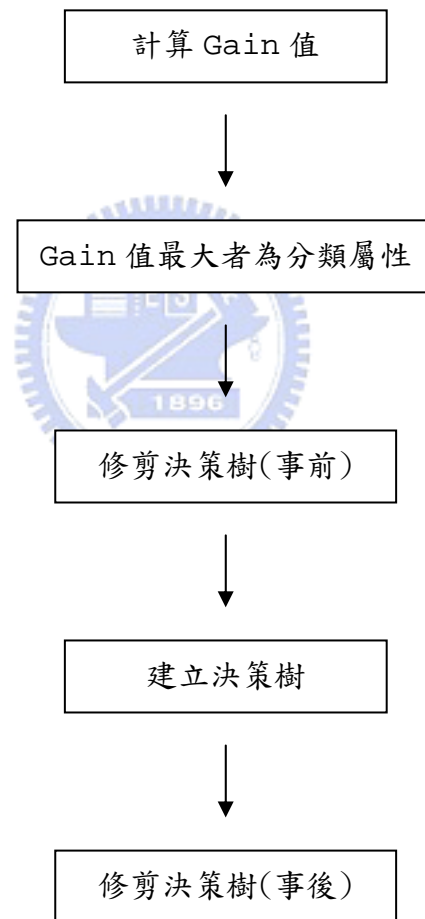 計算 Gain 值
Gain 值最大者為分類屬性
1896
修剪決策樹(事前)
建立決策樹
修剪決策樹(事後)